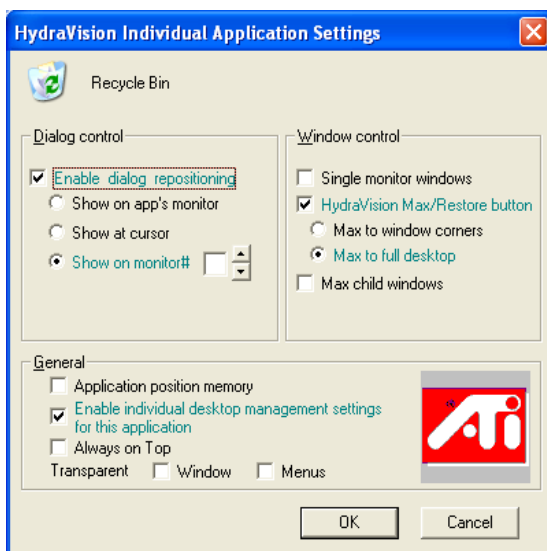 HydraVision Individual Application Settings
Recycle Bin
Dialog control
Enable dialog repositioning
Show on app's monitor
Show at cursor
Show on monitor#
Window control
Single monitor windows
HydraVision Max/Restore button
Max to window corners
Max to full desktop
Max child windows
General
Application position memory
Enable individual desktop management settings
for this application
Always on Top
Transparent Window Menus
ATi
OK Cancel